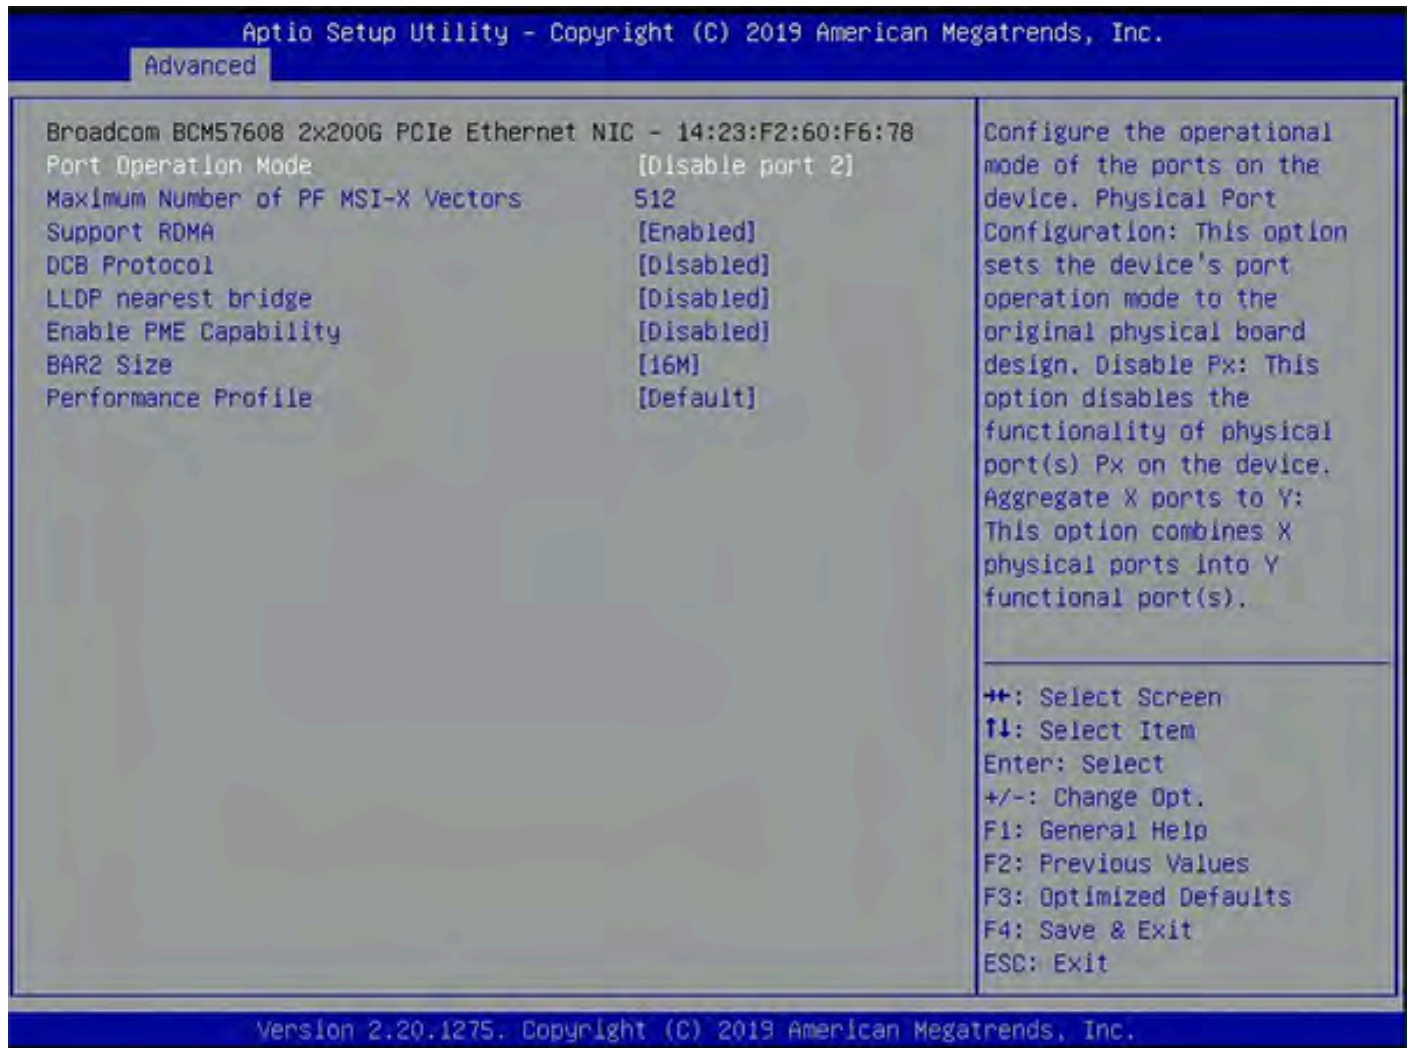 Aptio Setup Utility - Copyright (C) 2019 American Megatrends, Inc.
Advanced
Broadcom BCM57608 2x200G PCIe Ethernet NIC - 14:23:F2:60:F6:78
Port Operation Mode [Disable port 2]
Maximum Number of PF MSI-X Vectors 512
Support RDMA [Enabled]
DCB Protocol [Disabled]
LLDP nearest bridge [Disabled]
Enable PME Capability [Disabled]
BAR2 Size [16M]
Performance Profile [Default]
Configure the operational
mode of the ports on the
device. Physical Port
Configuration: This option
sets the device's port
operation mode to the
original physical board
design. Disable Px: This
option disables the
functionality of physical
port(s) Px on the device.
Aggregate X ports to Y:
This option combines X
physical ports into Y
functional port(s).
→←: Select Screen
↑↓: Select Item
Enter: Select
+/-: Change Opt.
F1: General Help
F2: Previous Values
F3: Optimized Defaults
F4: Save & Exit
ESC: Exit
Version 2.20.1275. Copyright (C) 2019 American Megatrends, Inc.